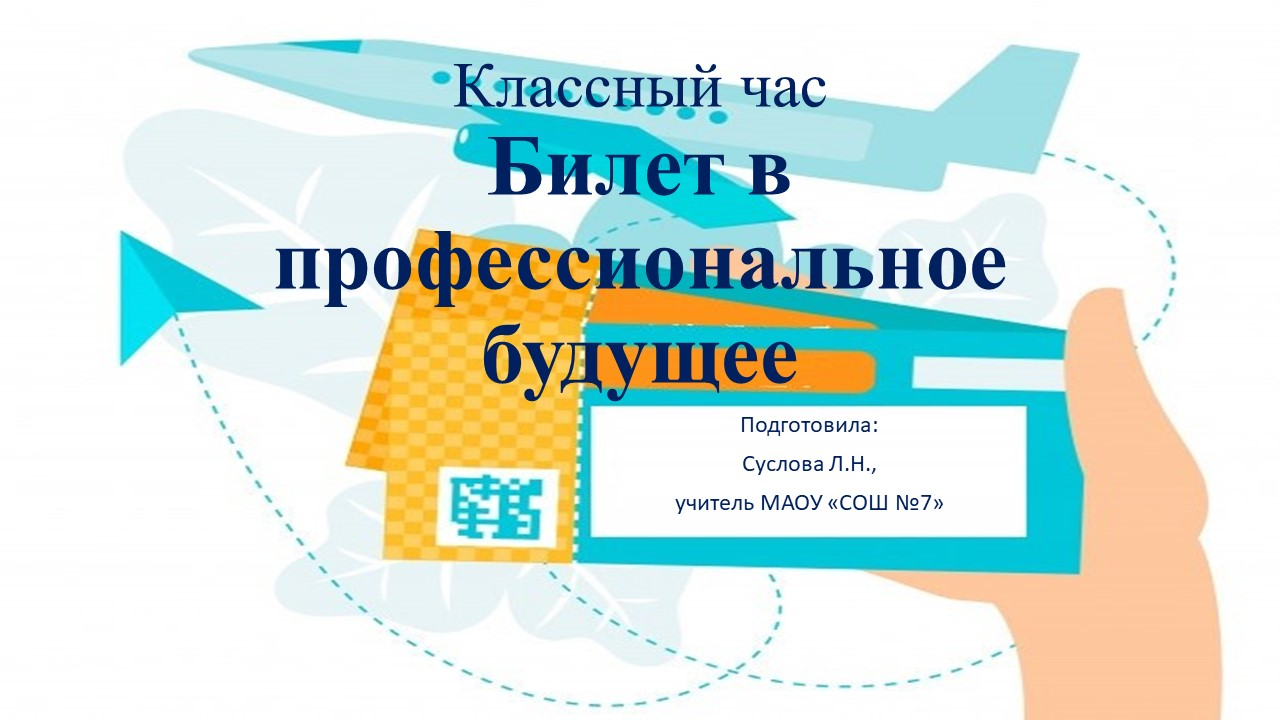 Классный час
Билет в
профессиональное
будущее
Подготовила:
Суслова Л.Н.,
учитель МАОУ «СОШ №7»